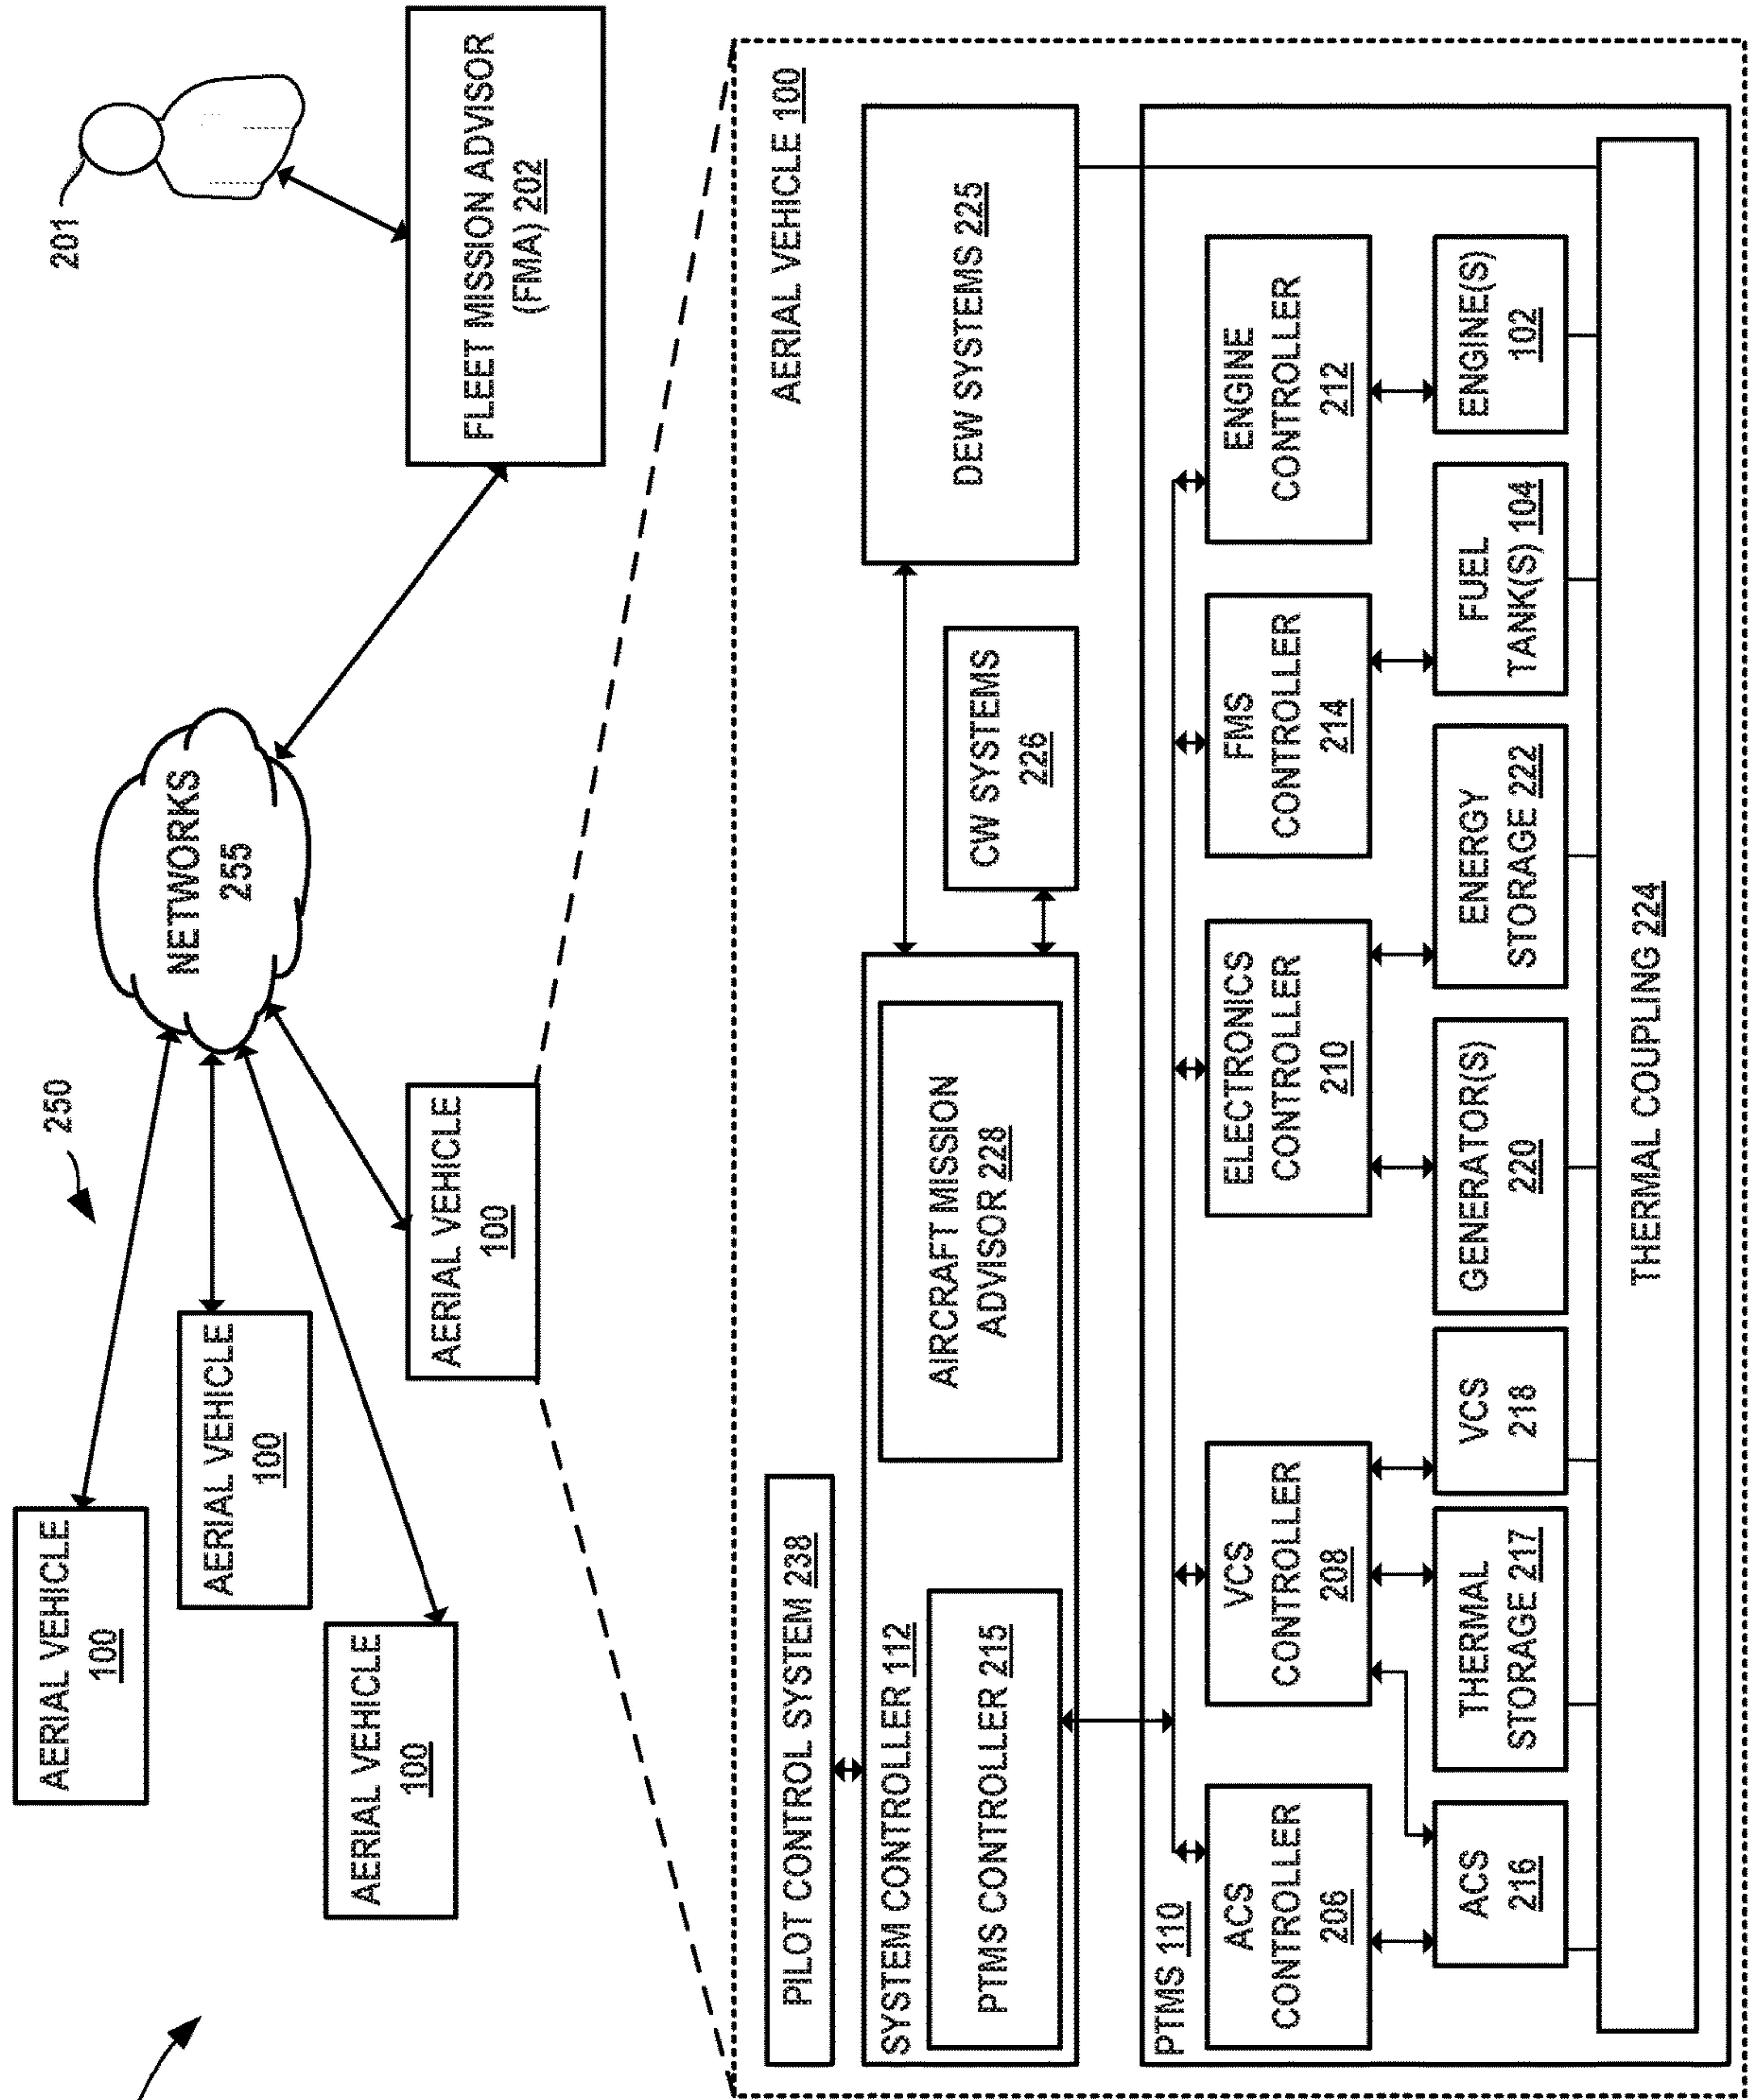 201
FLEET MISSION ADVISOR
(FMA) 202
NETWORKS
255
250
AERIAL VEHICLE
100
AERIAL VEHICLE
100
AERIAL VEHICLE
100
AERIAL VEHICLE
100
AERIAL VEHICLE 100
PILOT CONTROL SYSTEM 238
SYSTEM CONTROLLER 112
PTMS CONTROLLER 215
AIRCRAFT MISSION
ADVISOR 228
CW SYSTEMS
226
DEW SYSTEMS 225
PTMS 110
ACS
CONTROLLER
206
VCS
CONTROLLER
208
ELECTRONICS
CONTROLLER
210
FMS
CONTROLLER
214
ENGINE
CONTROLLER
212
ACS
216
THERMAL
STORAGE 217
VCS
218
GENERATOR(S)
220
ENERGY
STORAGE 222
FUEL
TANK(S) 104
ENGINE(S)
102
THERMAL COUPLING 224